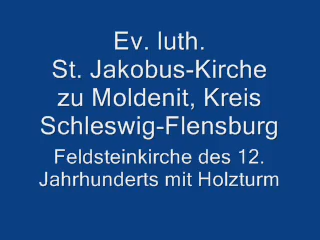 Ev. luth.
St. Jakobus-Kirche
zu Moldenit, Kreis
Schleswig-Flensburg
Feldsteinkirche des 12.
Jahrhunderts mit Holzturm